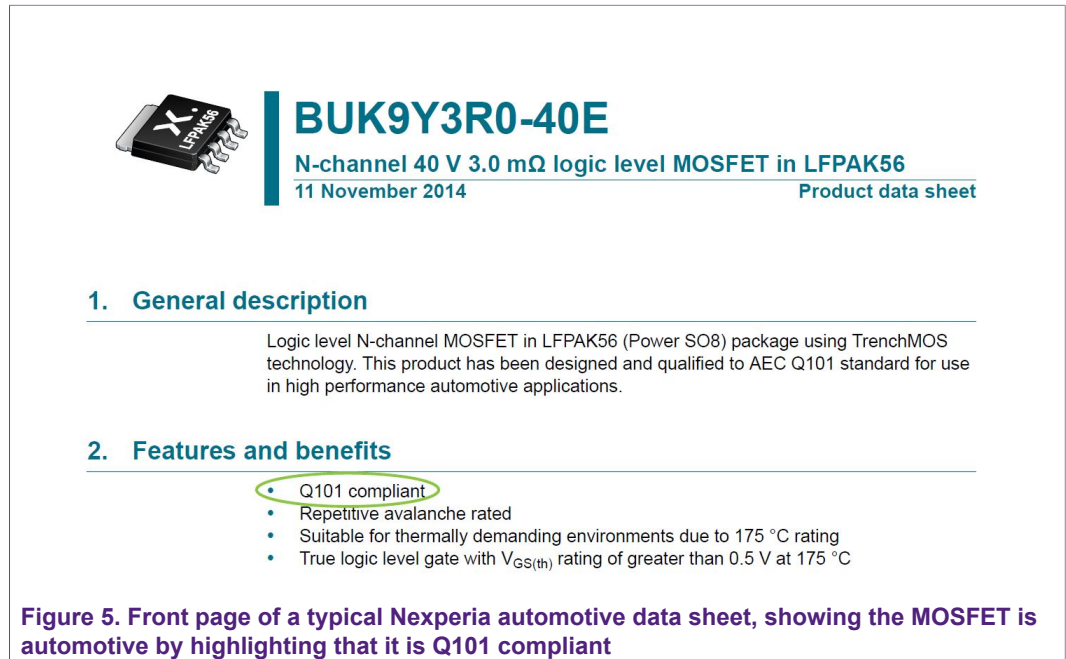 X.
LFPAK56
BUK9Y3R0-40E
N-channel 40 V 3.0 mΩ logic level MOSFET in LFPAK56
11 November 2014 Product data sheet
1. General description
Logic level N-channel MOSFET in LFPAK56 (Power SO8) package using TrenchMOS
technology. This product has been designed and qualified to AEC Q101 standard for use
in high performance automotive applications.
2. Features and benefits
• Q101 compliant
• Repetitive avalanche rated
• Suitable for thermally demanding environments due to 175 °C rating
• True logic level gate with VGS(th) rating of greater than 0.5 V at 175 °C
Figure 5. Front page of a typical Nexperia automotive data sheet, showing the MOSFET is
automotive by highlighting that it is Q101 compliant